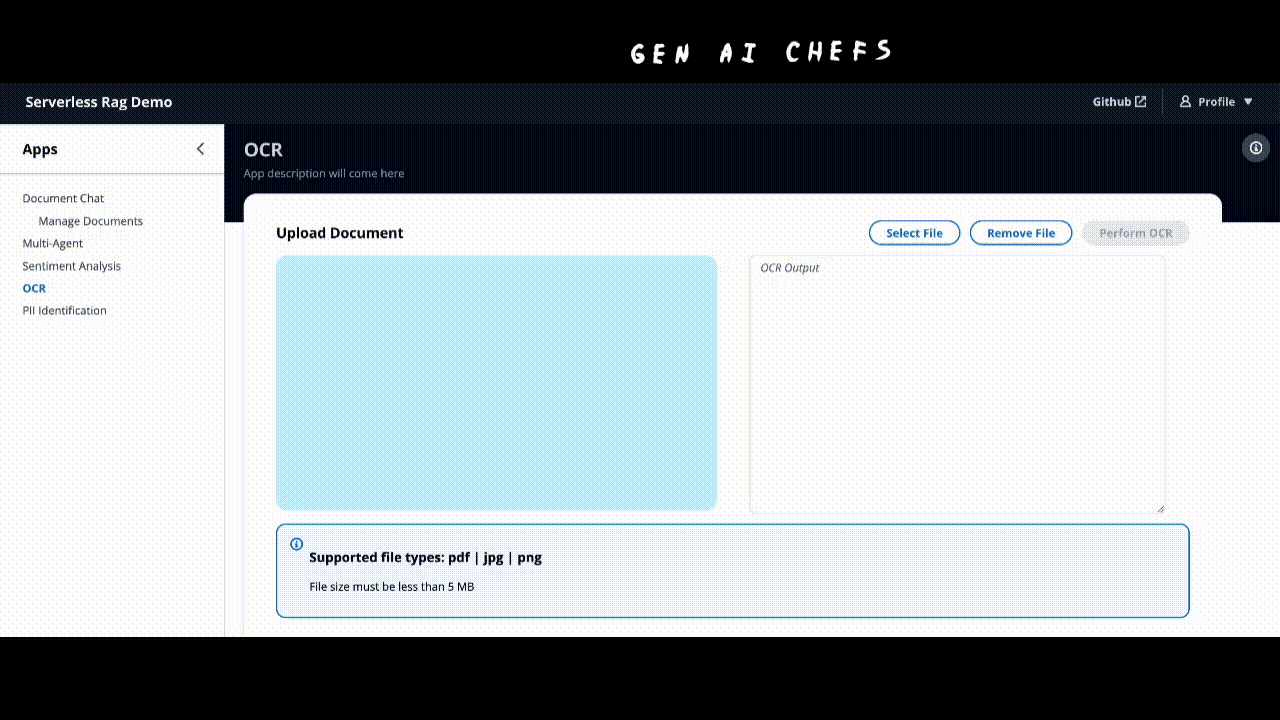 GEN AI CHEFS
Serverless Rag Demo
Github
Profile
Apps
OCR
App description will come here
Document Chat
Manage Documents
Multi-Agent
Sentiment Analysis
OCR
PII Identification
Upload Document
Select File
Remove File
Perform OCR
OCR Output
Supported file types: pdf | jpg | png
File size must be less than 5 MB